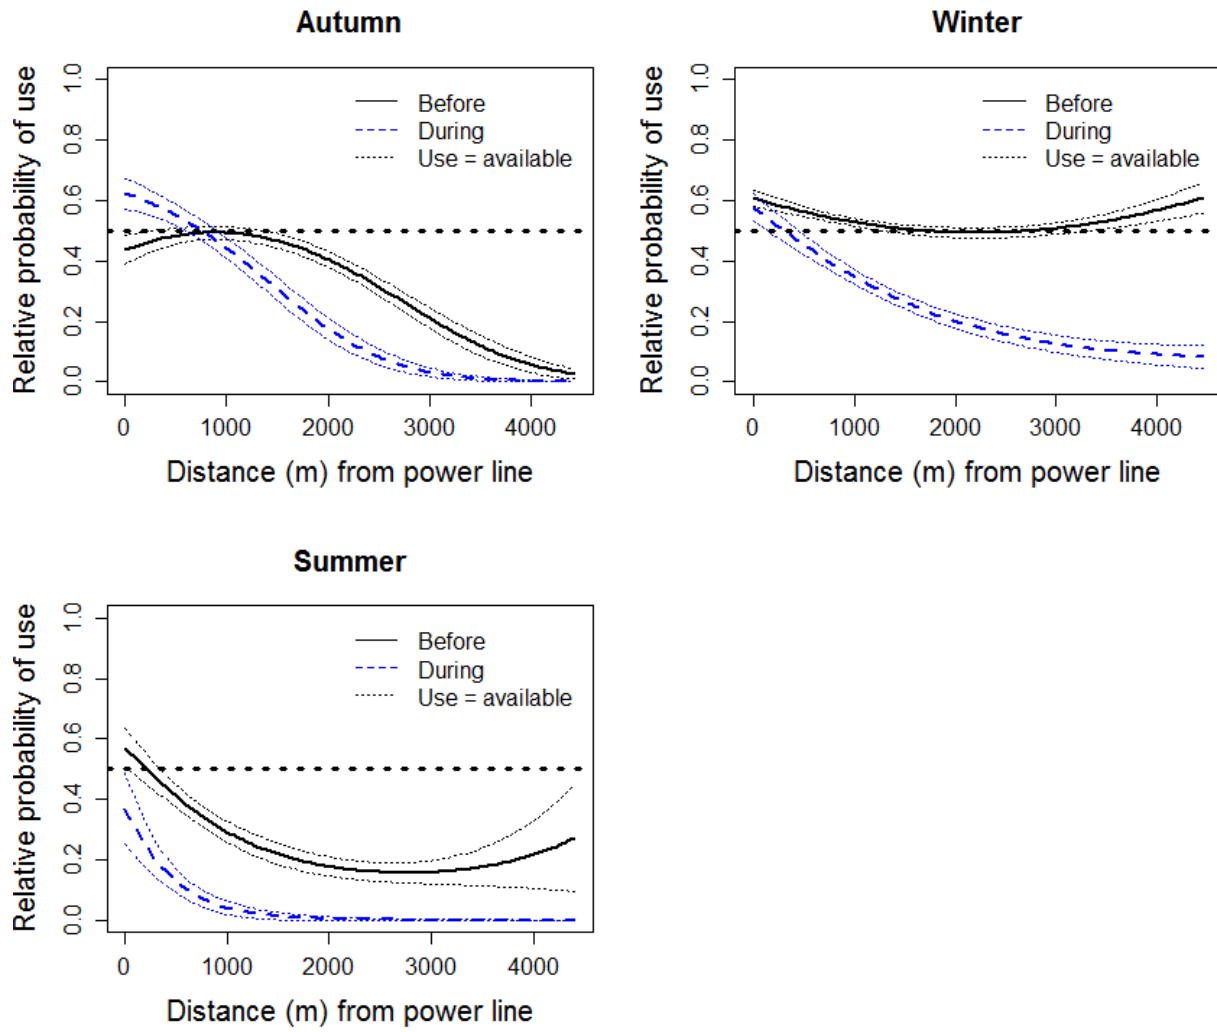 Autumn
Relative probability of use
1.0
0.8
0.6
0.4
0.2
0.0
Before
During
Use = available
0 1000 2000 3000 4000
Distance (m) from power line
Winter
Relative probability of use
1.0
0.8
0.6
0.4
0.2
0.0
Before
During
Use = available
0 1000 2000 3000 4000
Distance (m) from power line
Summer
Relative probability of use
1.0
0.8
0.6
0.4
0.2
0.0
Before
During
Use = available
0 1000 2000 3000 4000
Distance (m) from power line